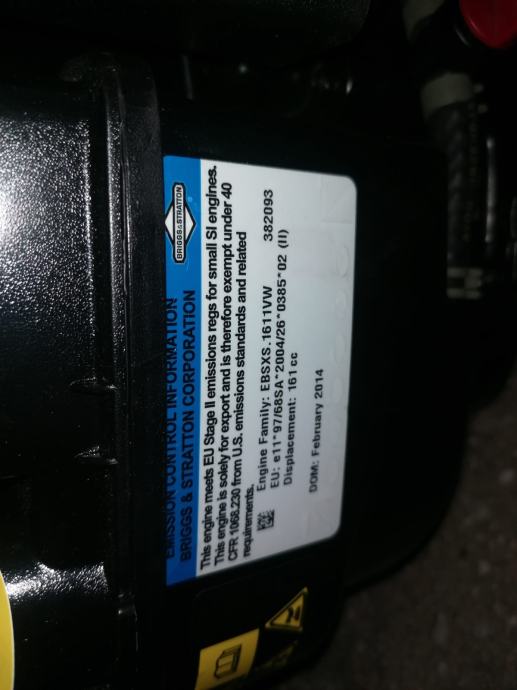 EMISSION CONTROL INFORMATION
BRIGGS & STRATTON CORPORATION
BRIGGS & STRATTON
This engine meets EU Stage II emissions regs for small SI engines.
This engine is solely for export and is therefore exempt under 40
CFR 1068.230 from U.S. emissions standards and related
requirements.
Engine Family: EBSXS.1611VW 382093
EU: e11*97/68SA*2004/26*0385*02 (II)
Displacement: 161 cc
DOM: February 2014